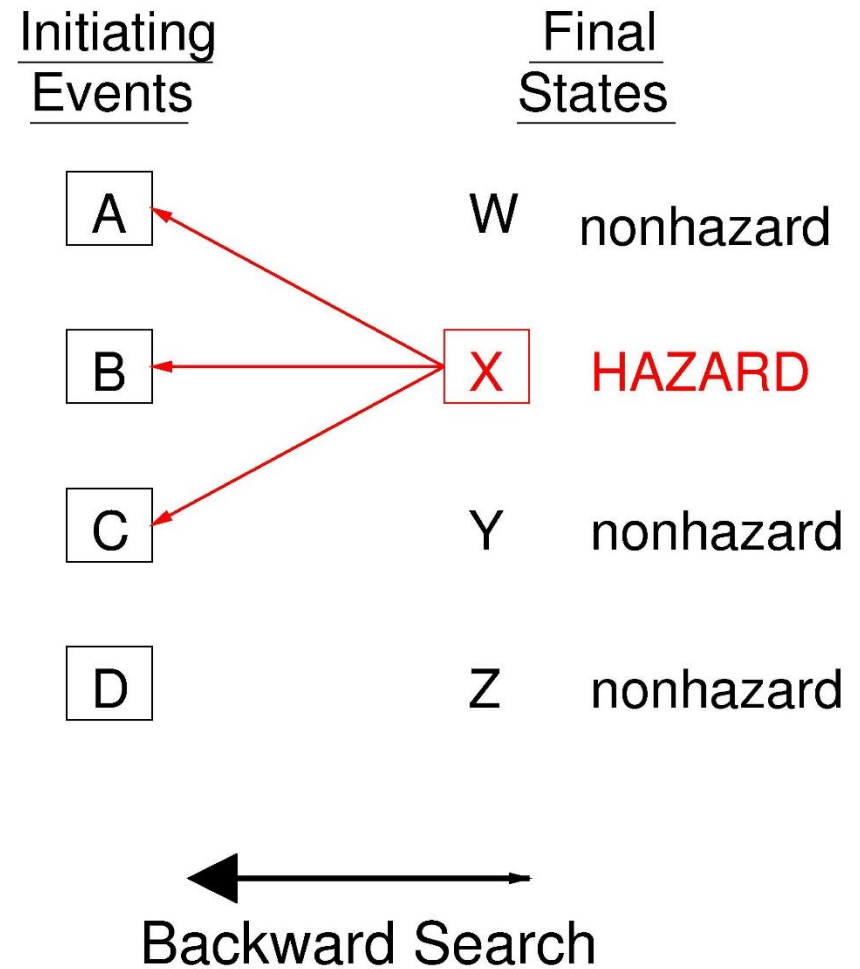 Initiating Final
Events States
A W nonhazard
B X HAZARD
C Y nonhazard
D Z nonhazard
Backward Search